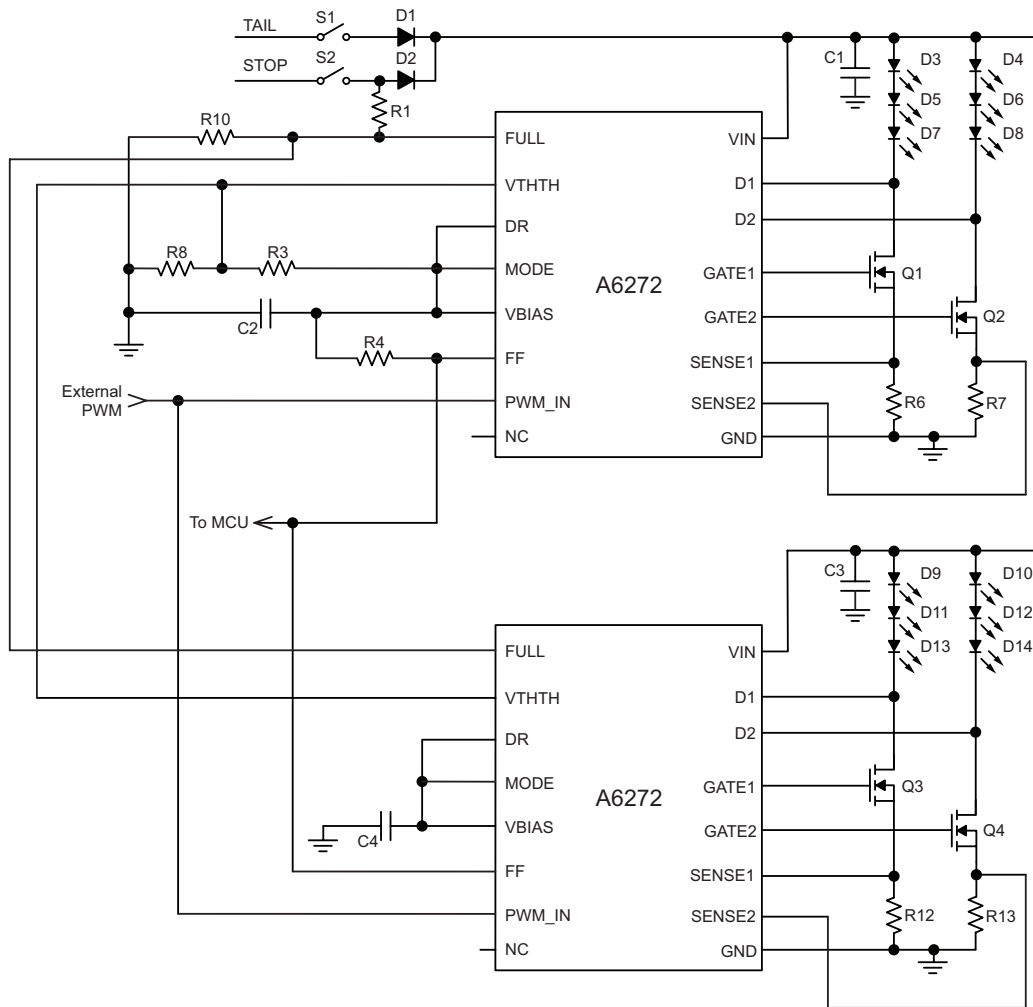 TAIL
S1
D1
STOP
S2
D2
R1
R10
C1
D3
D4
D5
D6
D7
D8
FULL
VIN
VTHTH
D1
DR
D2
R8
R3
MODE
A6272
GATE1
Q1
C2
VBIAS
GATE2
Q2
R4
FF
SENSE1
External
PWM
PWM_IN
SENSE2
R6
R7
NC
GND
To MCU
C3
D9
D10
D11
D12
D13
D14
FULL
VIN
VTHTH
D1
DR
D2
MODE
A6272
GATE1
Q3
C4
VBIAS
GATE2
Q4
FF
SENSE1
PWM_IN
SENSE2
R12
R13
NC
GND